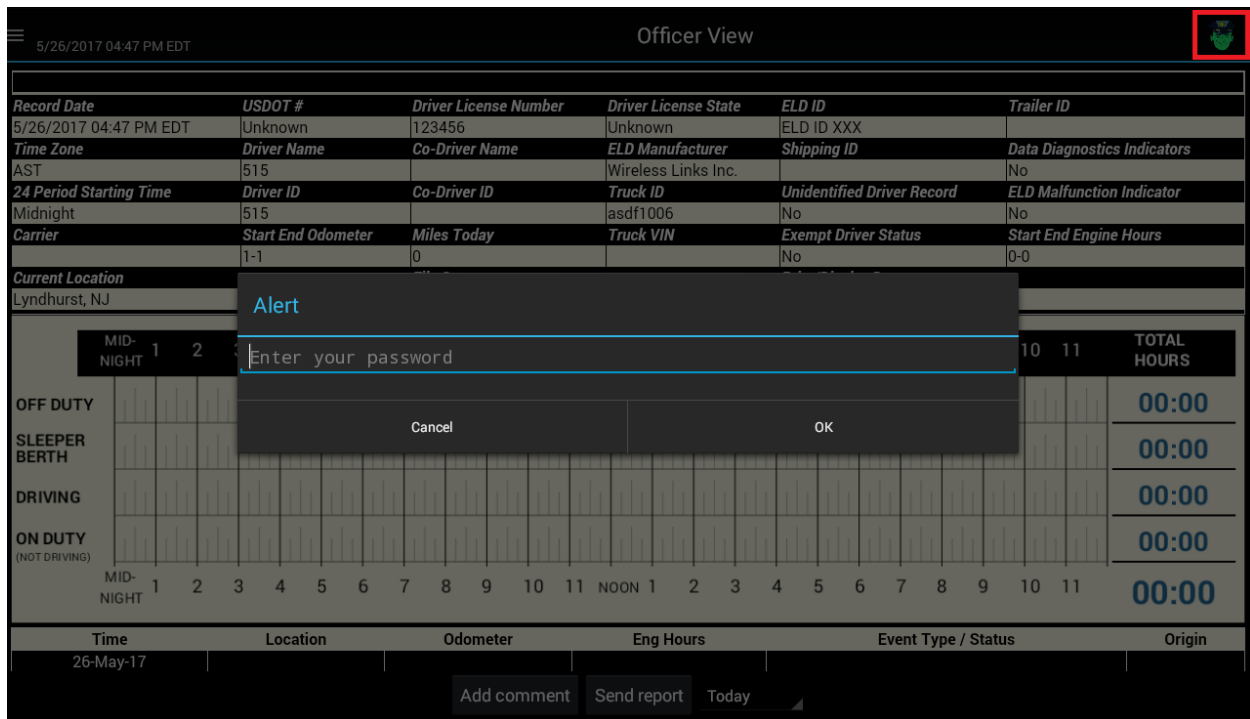 5/26/2017 04:47 PM EDT Officer View
Record Date USDOT # Driver License Number Driver License State ELD ID Trailer ID
5/26/2017 04:47 PM EDT Unknown 123456 Unknown ELD ID XXX
Time Zone Driver Name Co-Driver Name ELD Manufacturer Shipping ID Data Diagnostics Indicators
AST 515 Wireless Links Inc. No
24 Period Starting Time Driver ID Co-Driver ID Truck ID Unidentified Driver Record ELD Malfunction Indicator
Midnight 515 asdf1006 No No
Carrier Start End Odometer Miles Today Truck VIN Exempt Driver Status Start End Engine Hours
1-1 0 No 0-0
Current Location
Lyndhurst, NJ
Alert
Enter your password
Cancel OK
MID-NIGHT 1 2 10 11 TOTAL HOURS
OFF DUTY 00:00
SLEEPER BERTH 00:00
DRIVING 00:00
ON DUTY 00:00
(NOT DRIVING)
MID-NIGHT 1 2 3 4 5 6 7 8 9 10 11 NOON 1 2 3 4 5 6 7 8 9 10 11 00:00
Time Location Odometer Eng Hours Event Type / Status Origin
26-May-17
Add comment Send report Today